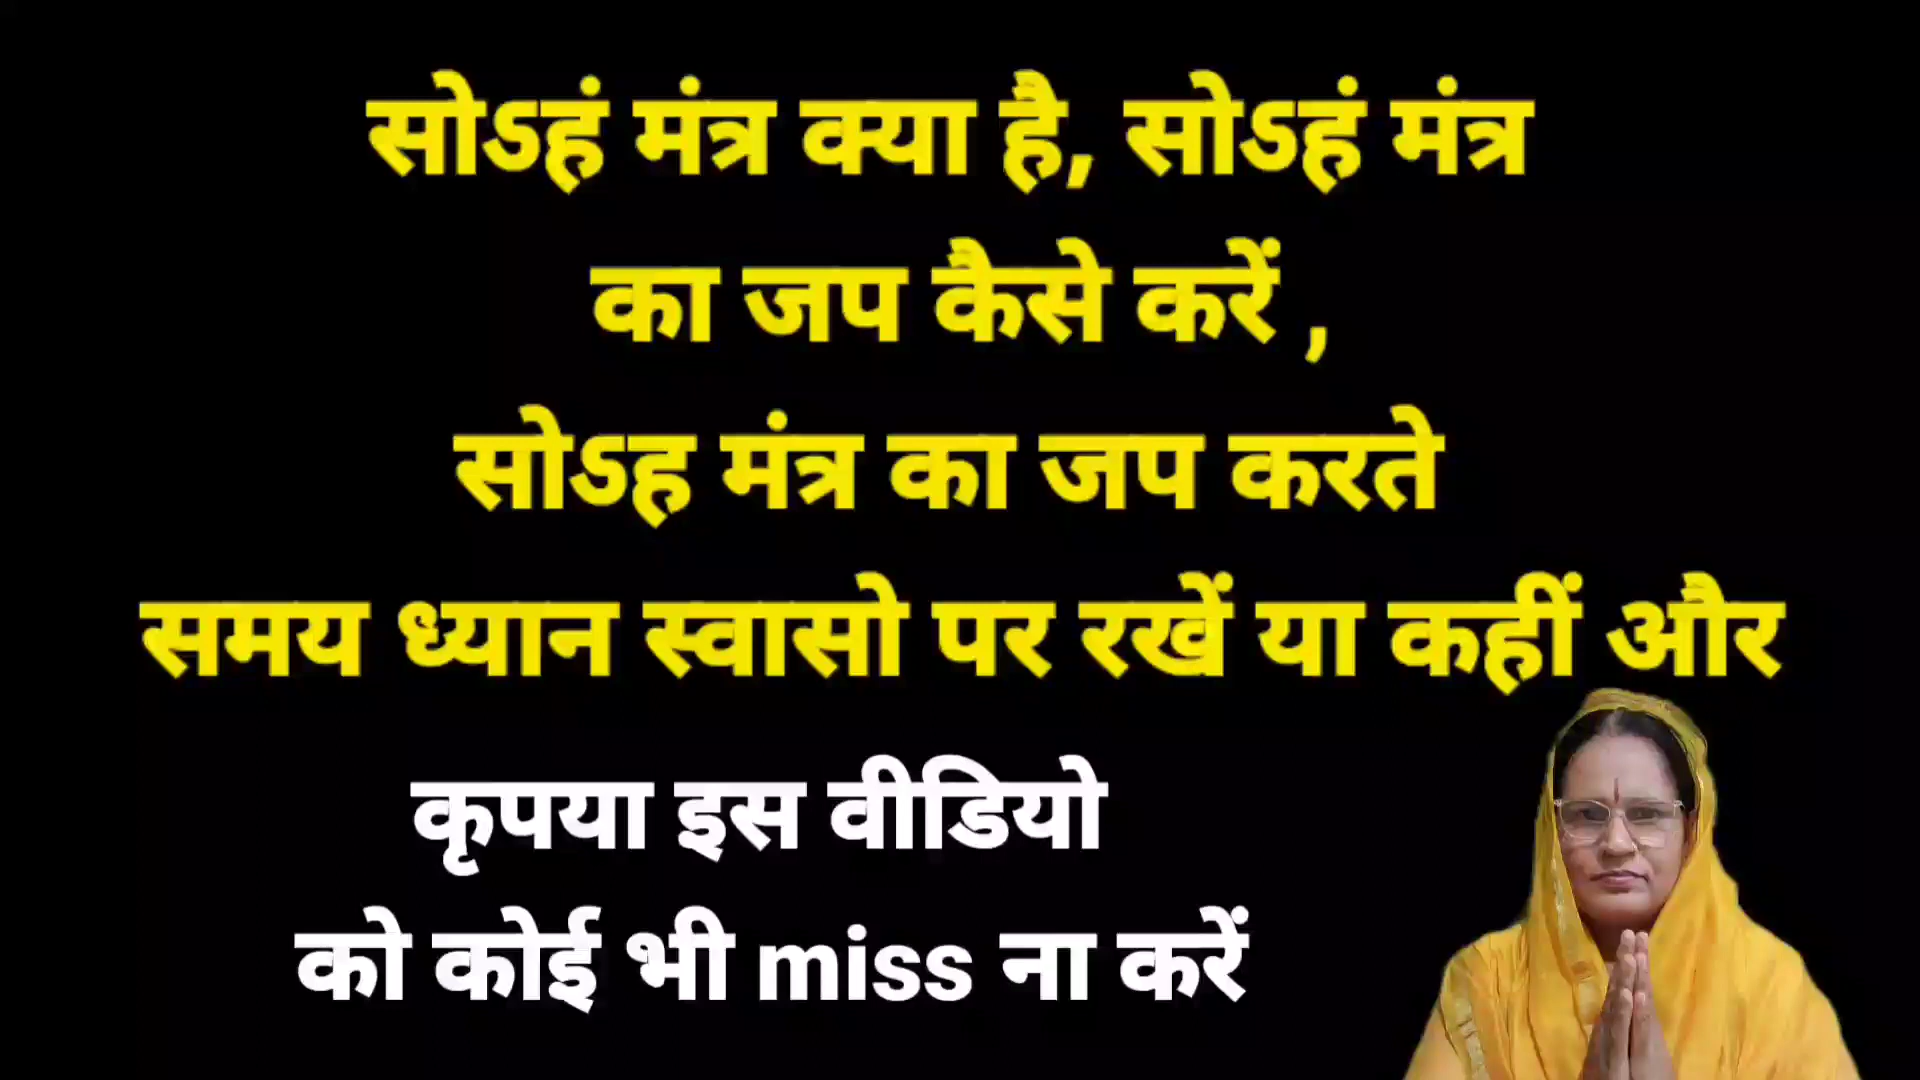 सोऽहं मंत्र क्या है, सोऽहं मंत्र
का जप कैसे करें ,
सोऽह मंत्र का जप करते
समय ध्यान स्वासो पर रखें या कहीं और
कृपया इस वीडियो
को कोई भी miss ना करें